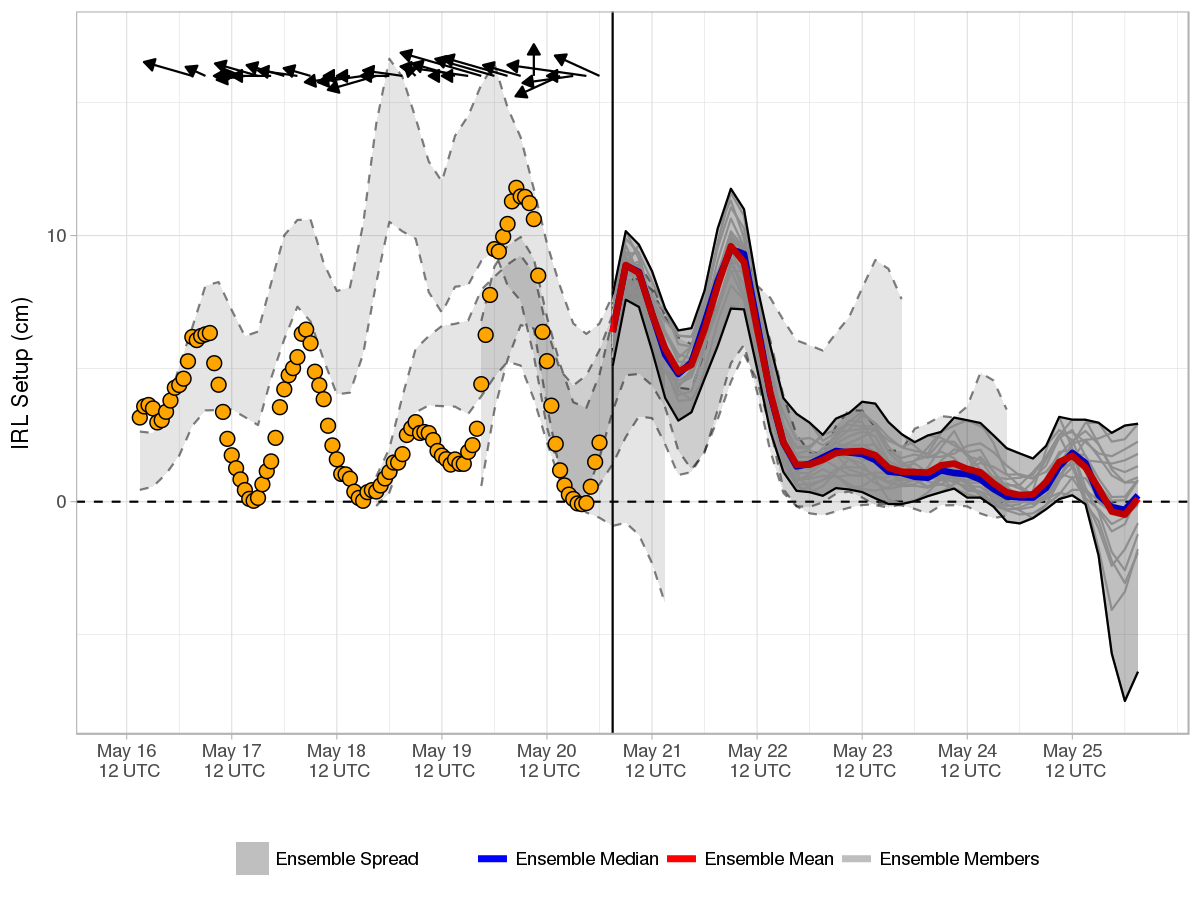 IRL Setup (cm)
10
0
May 16 May 17 May 18 May 19 May 20 May 21 May 22 May 23 May 24 May 25
12 UTC 12 UTC 12 UTC 12 UTC 12 UTC 12 UTC 12 UTC 12 UTC 12 UTC 12 UTC
Ensemble Spread Ensemble Median Ensemble Mean Ensemble Members